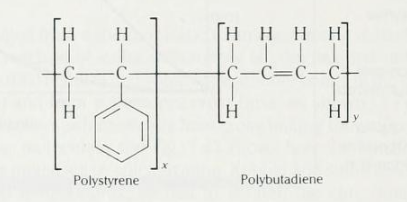 H H H H H H
C C C C=C C
H H H
x y
Polystyrene Polybutadiene